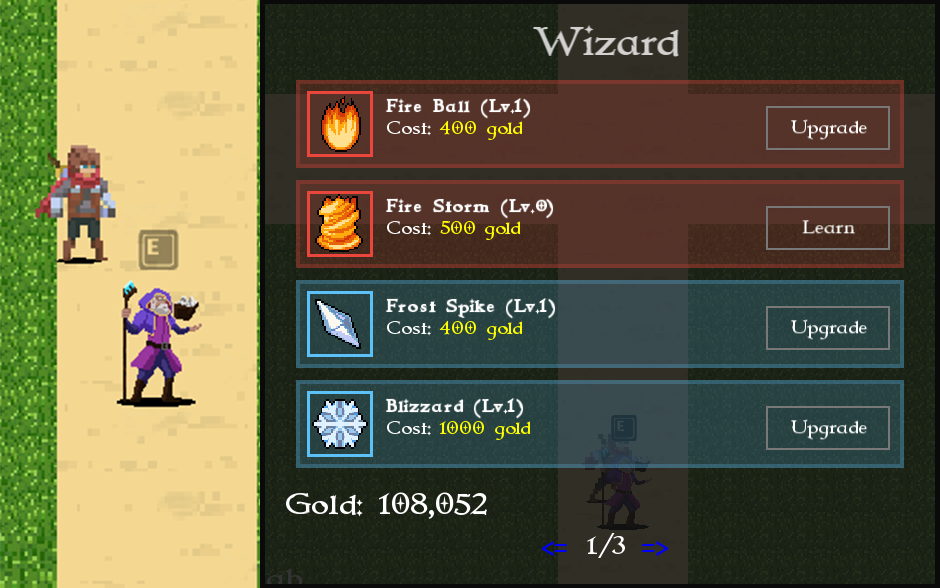 Wizard
E
Fire Ball (Lv.1)
Cost: 400 gold
Upgrade
Fire Storm (Lv.0)
Cost: 500 gold
Learn
Frost Spike (Lv.1)
Cost: 400 gold
Upgrade
Blizzard (Lv.1)
Cost: 1000 gold
Upgrade
E
Gold: 108,052
<= 1/3 =>